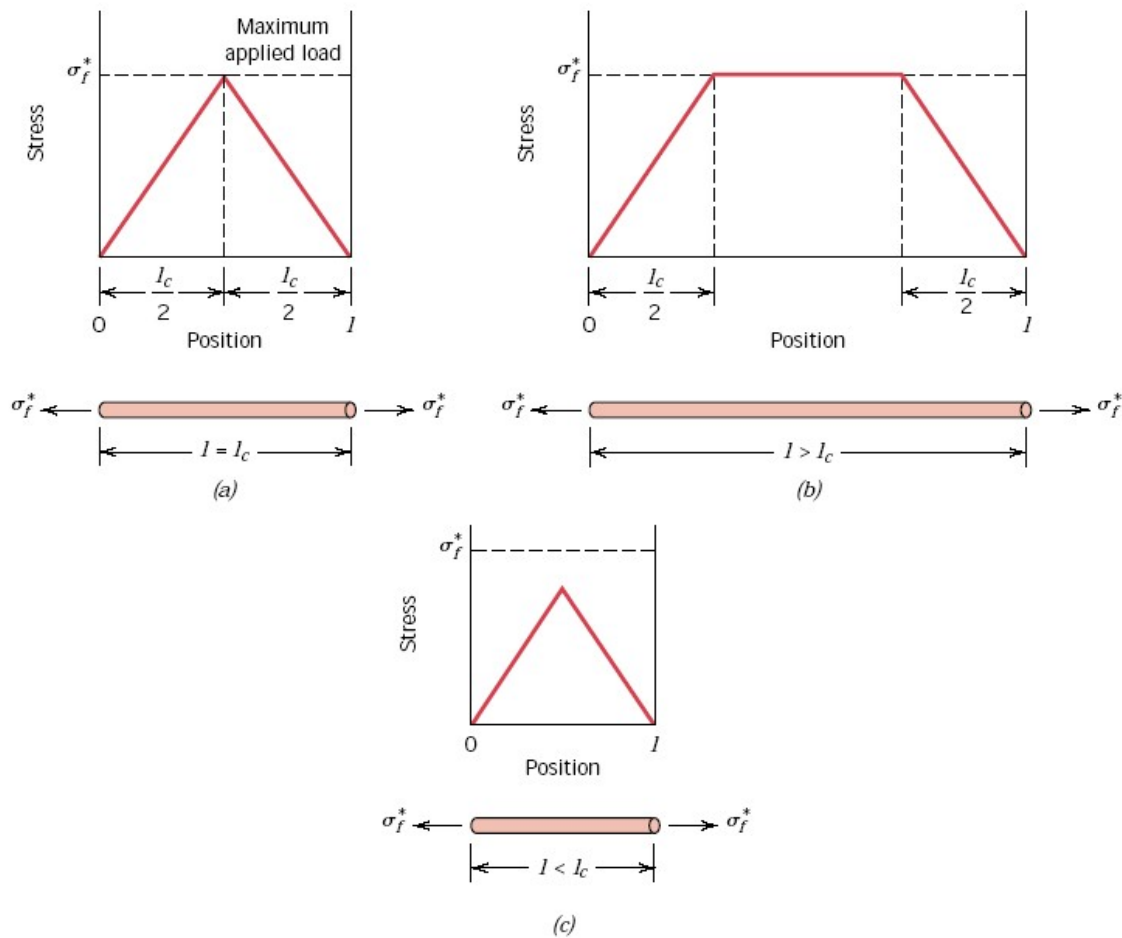 Maximum
applied load
σ*f
Stress
lc
2
lc
2
0
l
Position
σ*f
σ*f
l = lc
(a)
σ*f
Stress
lc
2
lc
2
0
l
Position
σ*f
σ*f
l > lc
(b)
σ*f
Stress
0
l
Position
σ*f
σ*f
l < lc
(c)